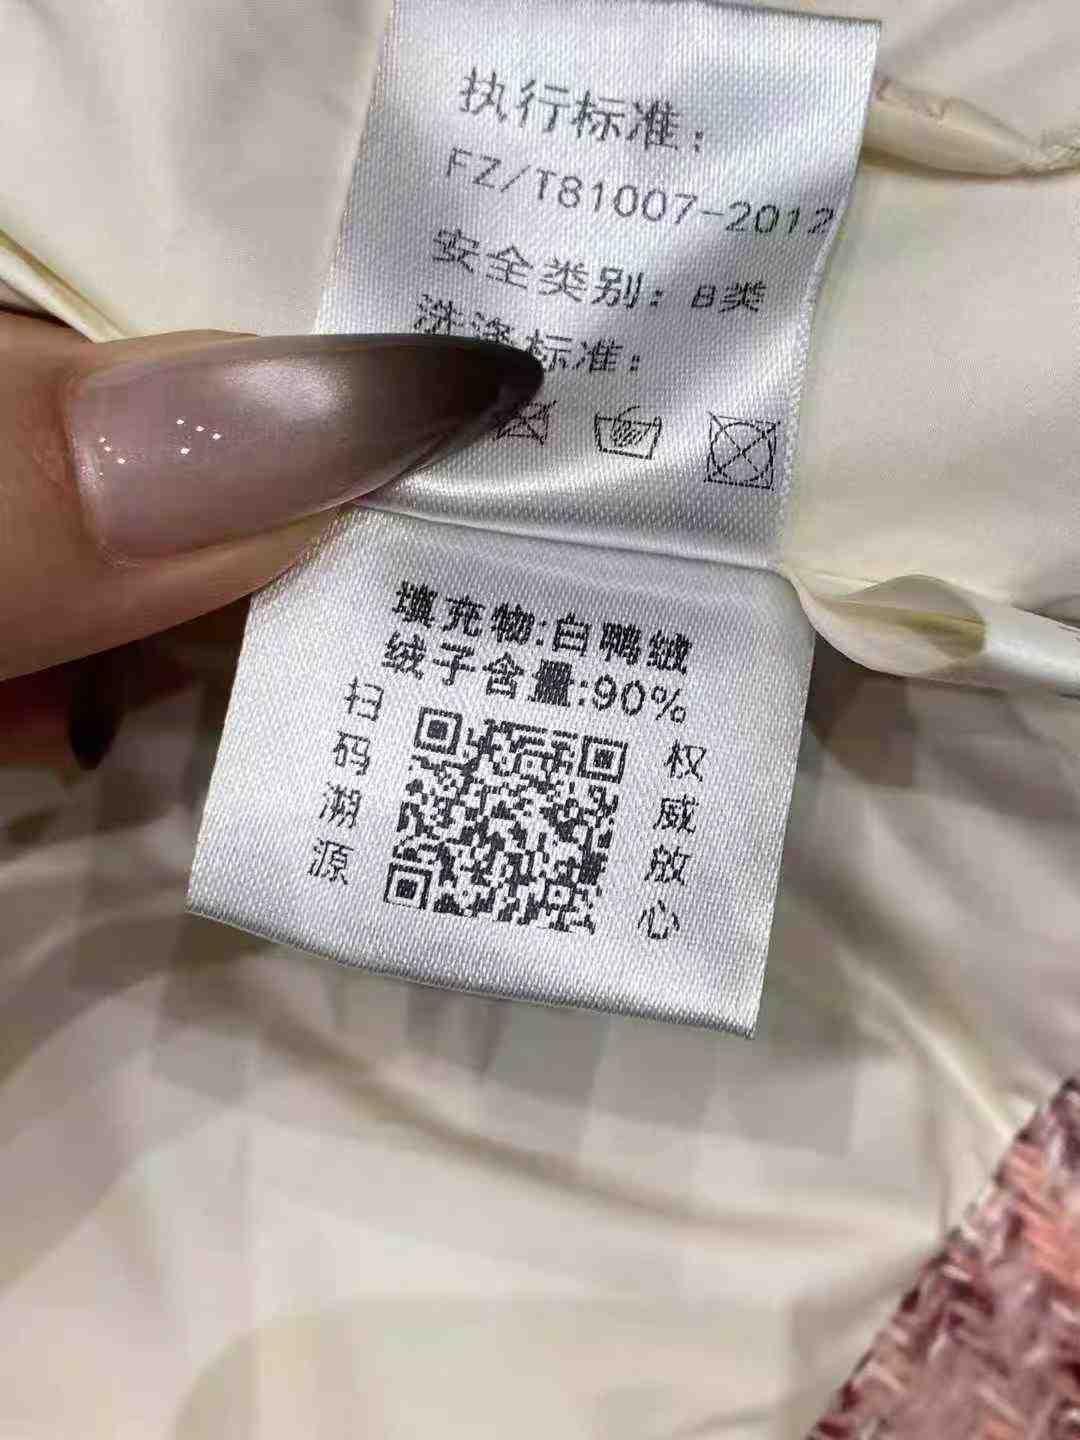 执行标准：
FZ/T81007-2012
安全类别：B类
洗涤标准：
填充物:白鸭绒
绒子含量:90%
扫码溯源
权威放心